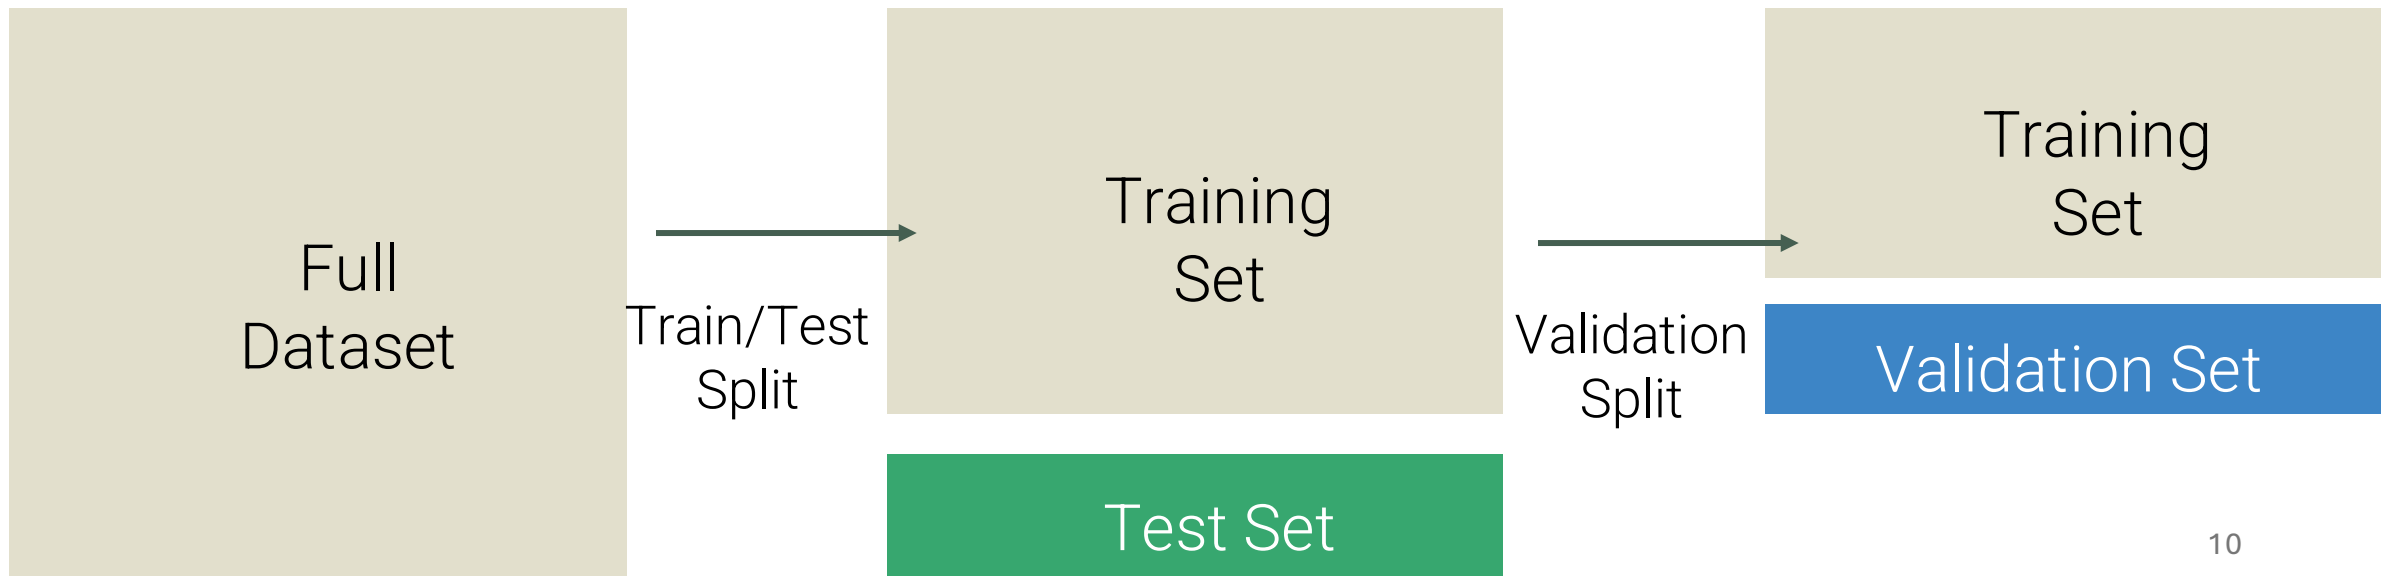 Full
Dataset
Train/Test
Split
Training
Set
Test Set
Validation
Split
Training
Set
Validation Set
10